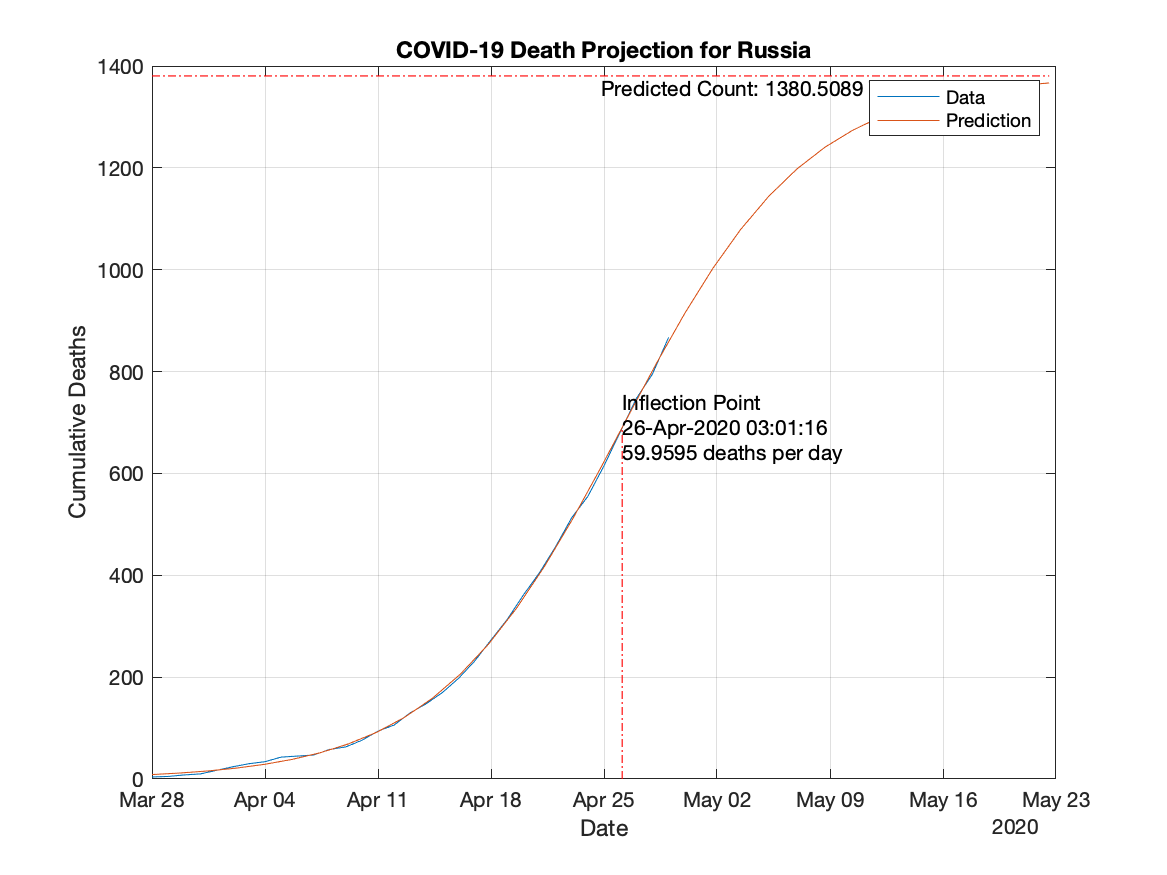 COVID-19 Death Projection for Russia
1400
1200
1000
800
600
400
200
0
Cumulative Deaths
Predicted Count: 1380.5089
Data
Prediction
Inflection Point
26-Apr-2020 03:01:16
59.9595 deaths per day
Mar 28 Apr 04 Apr 11 Apr 18 Apr 25 May 02 May 09 May 16 May 23
Date
2020